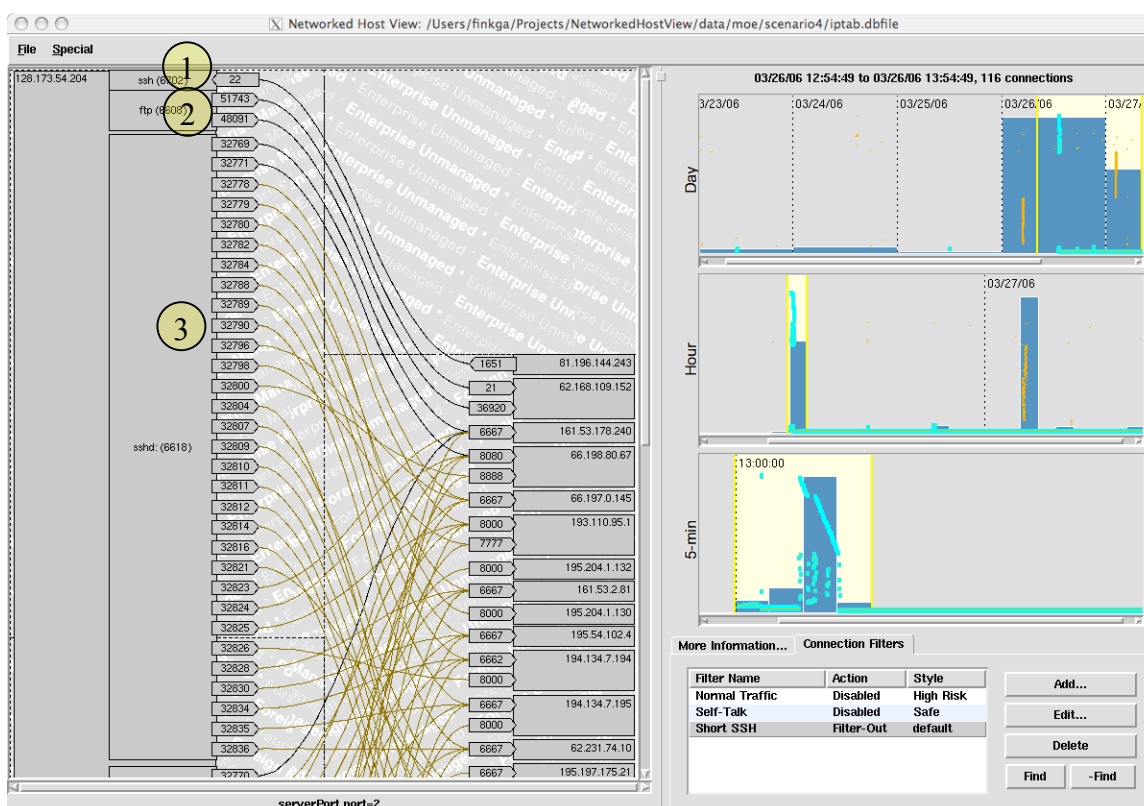 Networked Host View: /Users/finkga/Projects/NetworkedHostView/data/moe/scenario4/iptab.dbfile
File Special
128.173.54.204
ssh (6702)
1
22
ftp (6608)
2
51743
48091
sshd: (6618)
3
32769
32771
32778
32779
32780
32782
32784
32788
32789
32790
32796
32798
32800
32804
32807
32809
32810
32811
32812
32814
32816
32821
32823
32824
32825
32826
32828
32830
32834
32835
32836
32770
Enterprise Unmanaged
1651 81.196.144.243
21 62.168.109.152
36920
6667 161.53.178.240
8080 66.198.80.67
8888
6667 66.197.0.145
8000 193.110.95.1
7777
8000 195.204.1.132
6667 161.53.2.81
8000 195.204.1.130
6667 195.54.102.4
6662 194.134.7.194
8000
6667 194.134.7.195
8000
6667 62.231.74.10
6667 195.197.175.21
serverPort port=2
03/26/06 12:54:49 to 03/26/06 13:54:49, 116 connections
3/23/06 03/24/06 03/25/06 03/26/06 03/27/
Day
03/27/06
Hour
13:00:00
5-min
More Information... Connection Filters
Filter Name Action Style
Normal Traffic Disabled High Risk
Self-Talk Disabled Safe
Short SSH Filter-Out default
Add...
Edit...
Delete
Find -Find